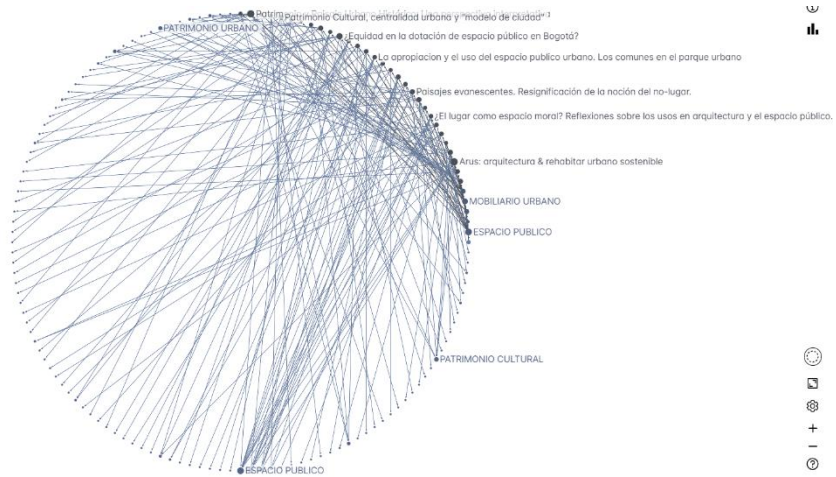 Patrim
Patrimonio Cultural, centralidad urbana y "modelo de ciudad".
PATRIMONIO URBANO
¿Equidad en la dotación de espacio público en Bogotá?
La apropiacion y el uso del espacio publico urbano. Los comunes en el parque urbano
Paisajes evanescentes. Resignificación de la noción del no-lugar.
¿El lugar como espacio moral? Reflexiones sobre los usos en arquitectura y el espacio público.
Arus: arquitectura & rehabitar urbano sostenible
MOBILIARIO URBANO
ESPACIO PUBLICO
PATRIMONIO CULTURAL
ESPACIO PUBLICO